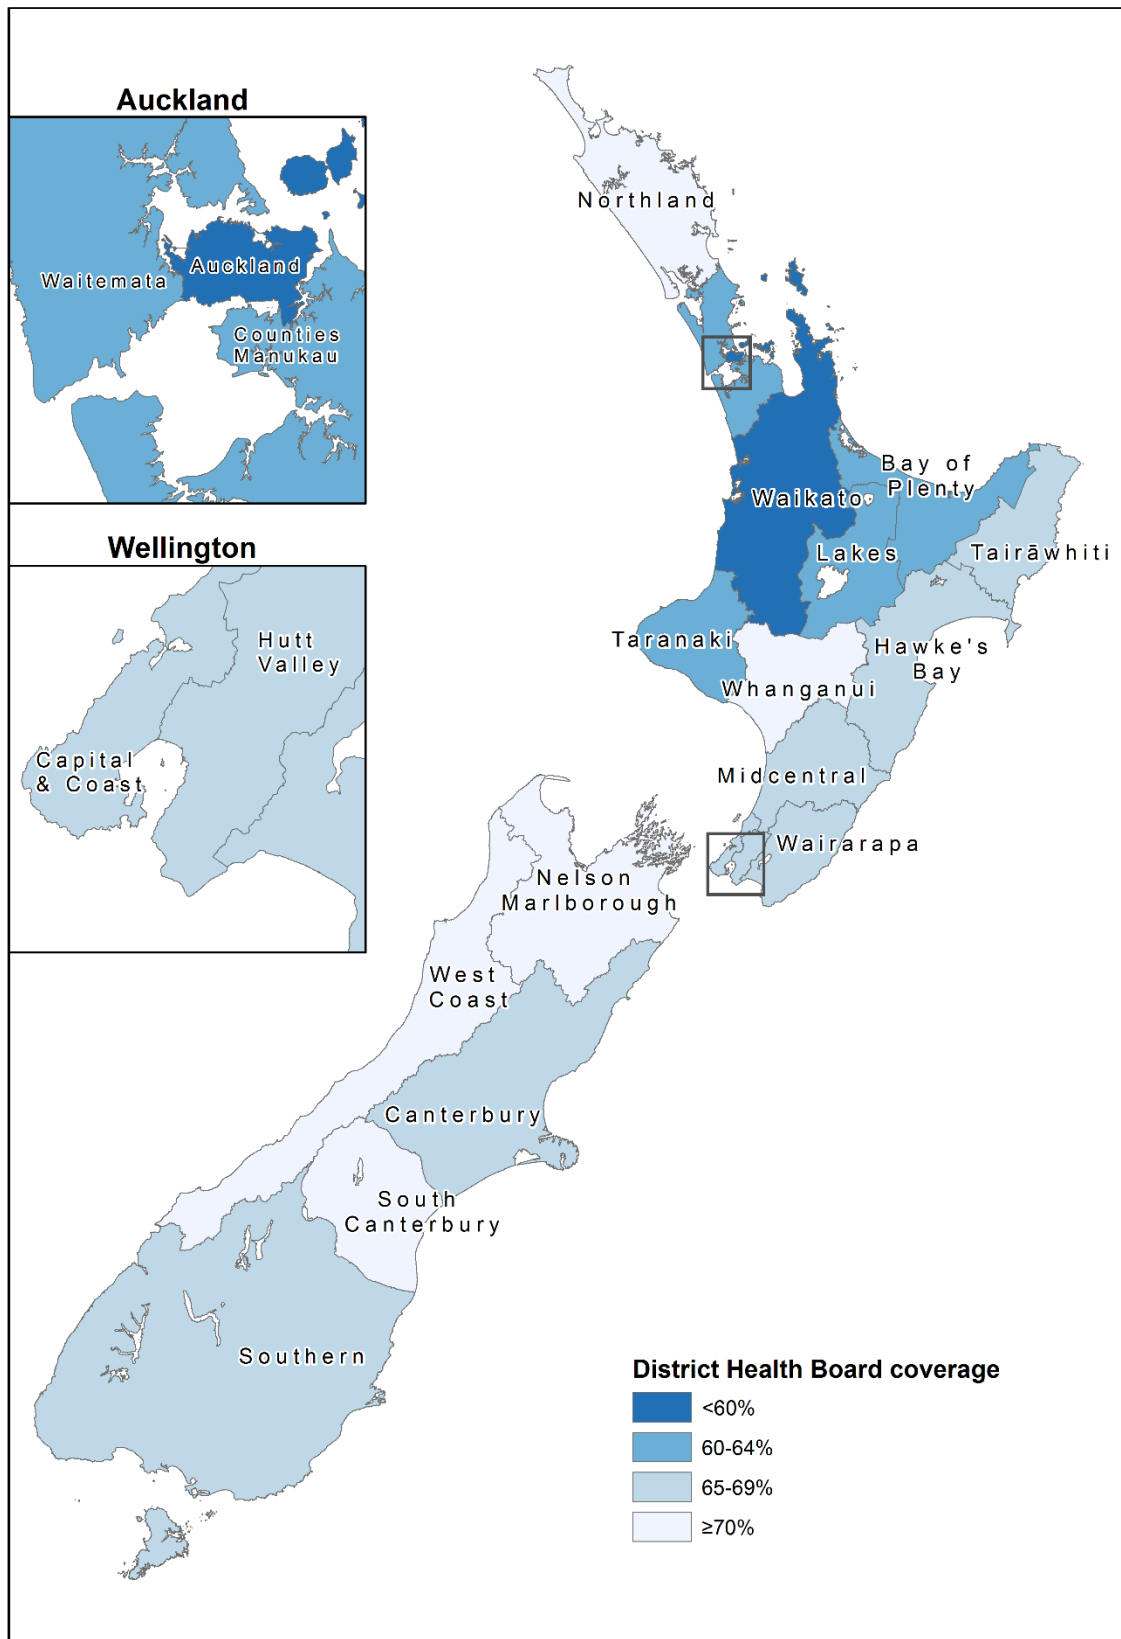 Auckland
Waitemata
Auckland
Counties
Manukau
Wellington
Hutt
Valley
Capital
& Coast
Northland
Bay of
Plenty
Waikato
Lakes
Tairāwhiti
Taranaki
Hawke's
Bay
Whanganui
Midcentral
Wairarapa
Nelson
Marlborough
West
Coast
Canterbury
South
Canterbury
Southern
District Health Board coverage
<60%
60-64%
65-69%
≥70%